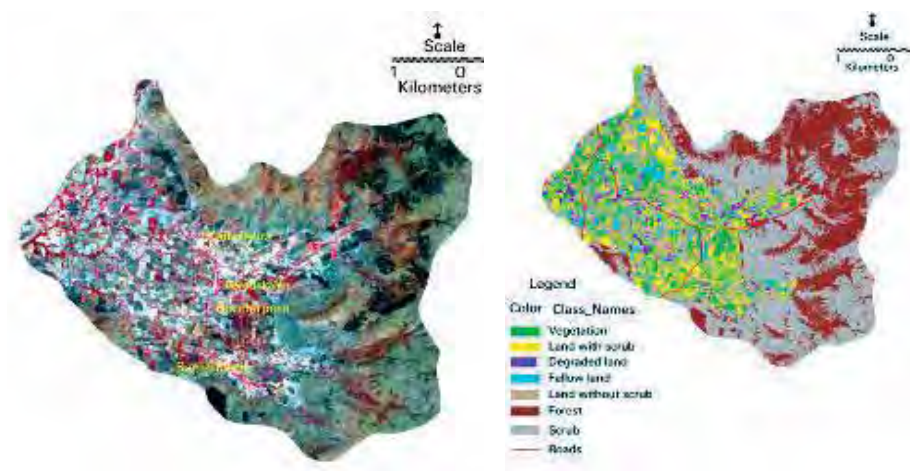 Scale
1 0
Kilometers
Scale
1 0
Kilometers
Legend
Color Class_Names
Vegetation
Land with scrub
Degraded land
Fallow land
Land without scrub
Forest
Scrub
Roads